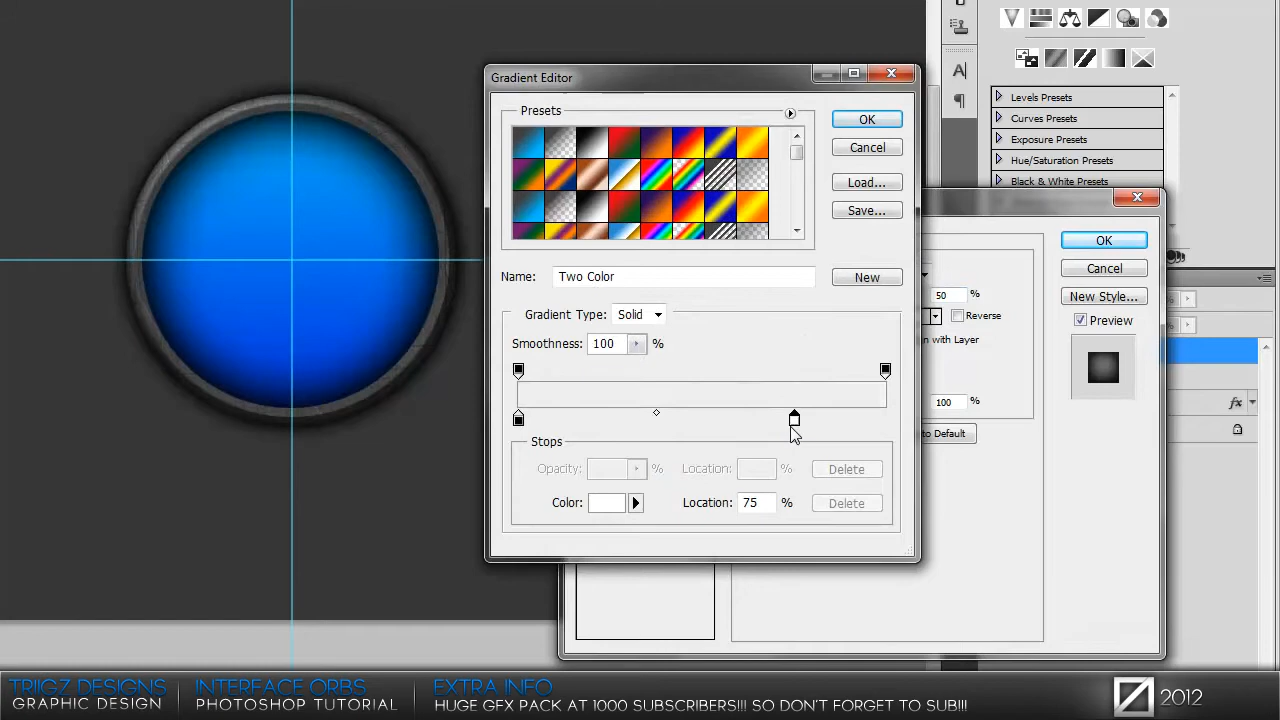 Gradient Editor
Presets
OK
Cancel
Load...
Save...
Name: Two Color
New
Gradient Type: Solid
Smoothness: 100 %
Stops
Opacity: % Location: % Delete
Color: Location: 75 % Delete
Levels Presets
Curves Presets
Exposure Presets
Hue/Saturation Presets
Black & White Presets
OK
50 %
Cancel
New Style...
Reverse
Preview
gn with Layer
100 %
to Default
fx
TRIIGZ DESIGNS
GRAPHIC DESIGN
INTERFACE ORBS
PHOTOSHOP TUTORIAL
EXTRA INFO
HUGE GFX PACK AT 1000 SUBSCRIBERS!!! SO DON'T FORGET TO SUB!!!
2012